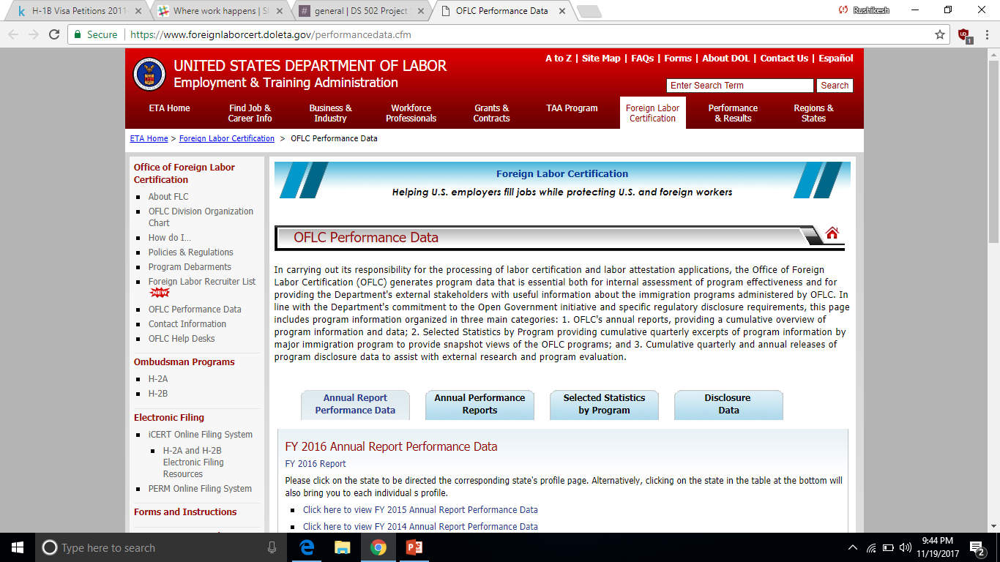 H-1B Visa Petitions 2011
Where work happens | Sl
general | DS 502 Project
OFLC Performance Data
Rushikesh
Secure | https://www.foreignlaborcert.doleta.gov/performancedata.cfm
1
A to Z | Site Map | FAQs | Forms | About DOL | Contact Us | Español
UNITED STATES DEPARTMENT OF LABOR
Employment & Training Administration
Enter Search Term Search
ETA Home
Find Job &
Career Info
Business &
Industry
Workforce
Professionals
Grants &
Contracts
TAA Program
Foreign Labor
Certification
Performance
& Results
Regions &
States
ETA Home > Foreign Labor Certification > OFLC Performance Data
Office of Foreign Labor
Certification
About FLC
OFLC Division Organization
Chart
How do I...
Policies & Regulations
Program Debarments
Foreign Labor Recruiter List
NEW
OFLC Performance Data
Contact Information
OFLC Help Desks
Ombudsman Programs
H-2A
H-2B
Electronic Filing
iCERT Online Filing System
H-2A and H-2B
Electronic Filing
Resources
PERM Online Filing System
Forms and Instructions
Foreign Labor Certification
Helping U.S. employers fill jobs while protecting U.S. and foreign workers
OFLC Performance Data
In carrying out its responsibility for the processing of labor certification and labor attestation applications, the Office of Foreign
Labor Certification (OFLC) generates program data that is essential both for internal assessment of program effectiveness and for
providing the Department's external stakeholders with useful information about the immigration programs administered by OFLC. In
line with the Department's commitment to the Open Government initiative and specific regulatory disclosure requirements, this page
includes program information organized in three main categories: 1. OFLC's annual reports, providing a cumulative overview of
program information and data; 2. Selected Statistics by Program providing cumulative quarterly excerpts of program information by
major immigration program to provide snapshot views of the OFLC programs; and 3. Cumulative quarterly and annual releases of
program disclosure data to assist with external research and program evaluation.
Annual Report
Performance Data
Annual Performance
Reports
Selected Statistics
by Program
Disclosure
Data
FY 2016 Annual Report Performance Data
FY 2016 Report
Please click on the state to be directed the corresponding state's profile page. Alternatively, clicking on the state in the table at the bottom will
also bring you to each individual s profile.
Click here to view FY 2015 Annual Report Performance Data
Click here to view FY 2014 Annual Report Performance Data
Type here to search
9:44 PM
11/19/2017
2